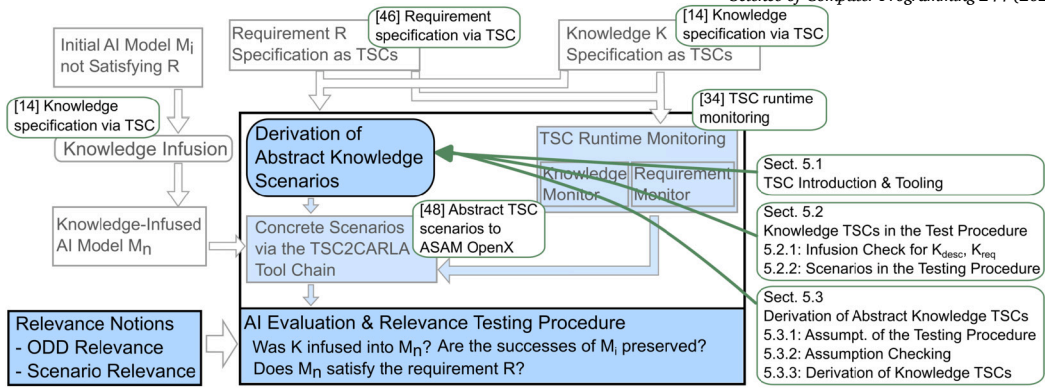 Science of Computer Programming 244 (202
[46] Requirement
specification via TSC
[14] Knowledge
specification via TSC
Initial AI Model Mi
not Satisfying R
Requirement R
Specification as TSCs
Knowledge K
Specification as TSCs
[14] Knowledge
specification via TSC
[34] TSC runtime
monitoring
Knowledge Infusion
Derivation of
Abstract Knowledge
Scenarios
TSC Runtime Monitoring
Knowledge
Monitor
Requirement
Monitor
Sect. 5.1
TSC Introduction & Tooling
Knowledge-Infused
AI Model Mn
Concrete Scenarios
via the TSC2CARLA
Tool Chain
[48] Abstract TSC
scenarios to
ASAM OpenX
Sect. 5.2
Knowledge TSCs in the Test Procedure
5.2.1: Infusion Check for Kdesc, Kreq
5.2.2: Scenarios in the Testing Procedure
Relevance Notions
- ODD Relevance
- Scenario Relevance
AI Evaluation & Relevance Testing Procedure
Was K infused into Mn? Are the successes of Mi preserved?
Does Mn satisfy the requirement R?
Sect. 5.3
Derivation of Abstract Knowledge TSCs
5.3.1: Assumpt. of the Testing Procedure
5.3.2: Assumption Checking
5.3.3: Derivation of Knowledge TSCs